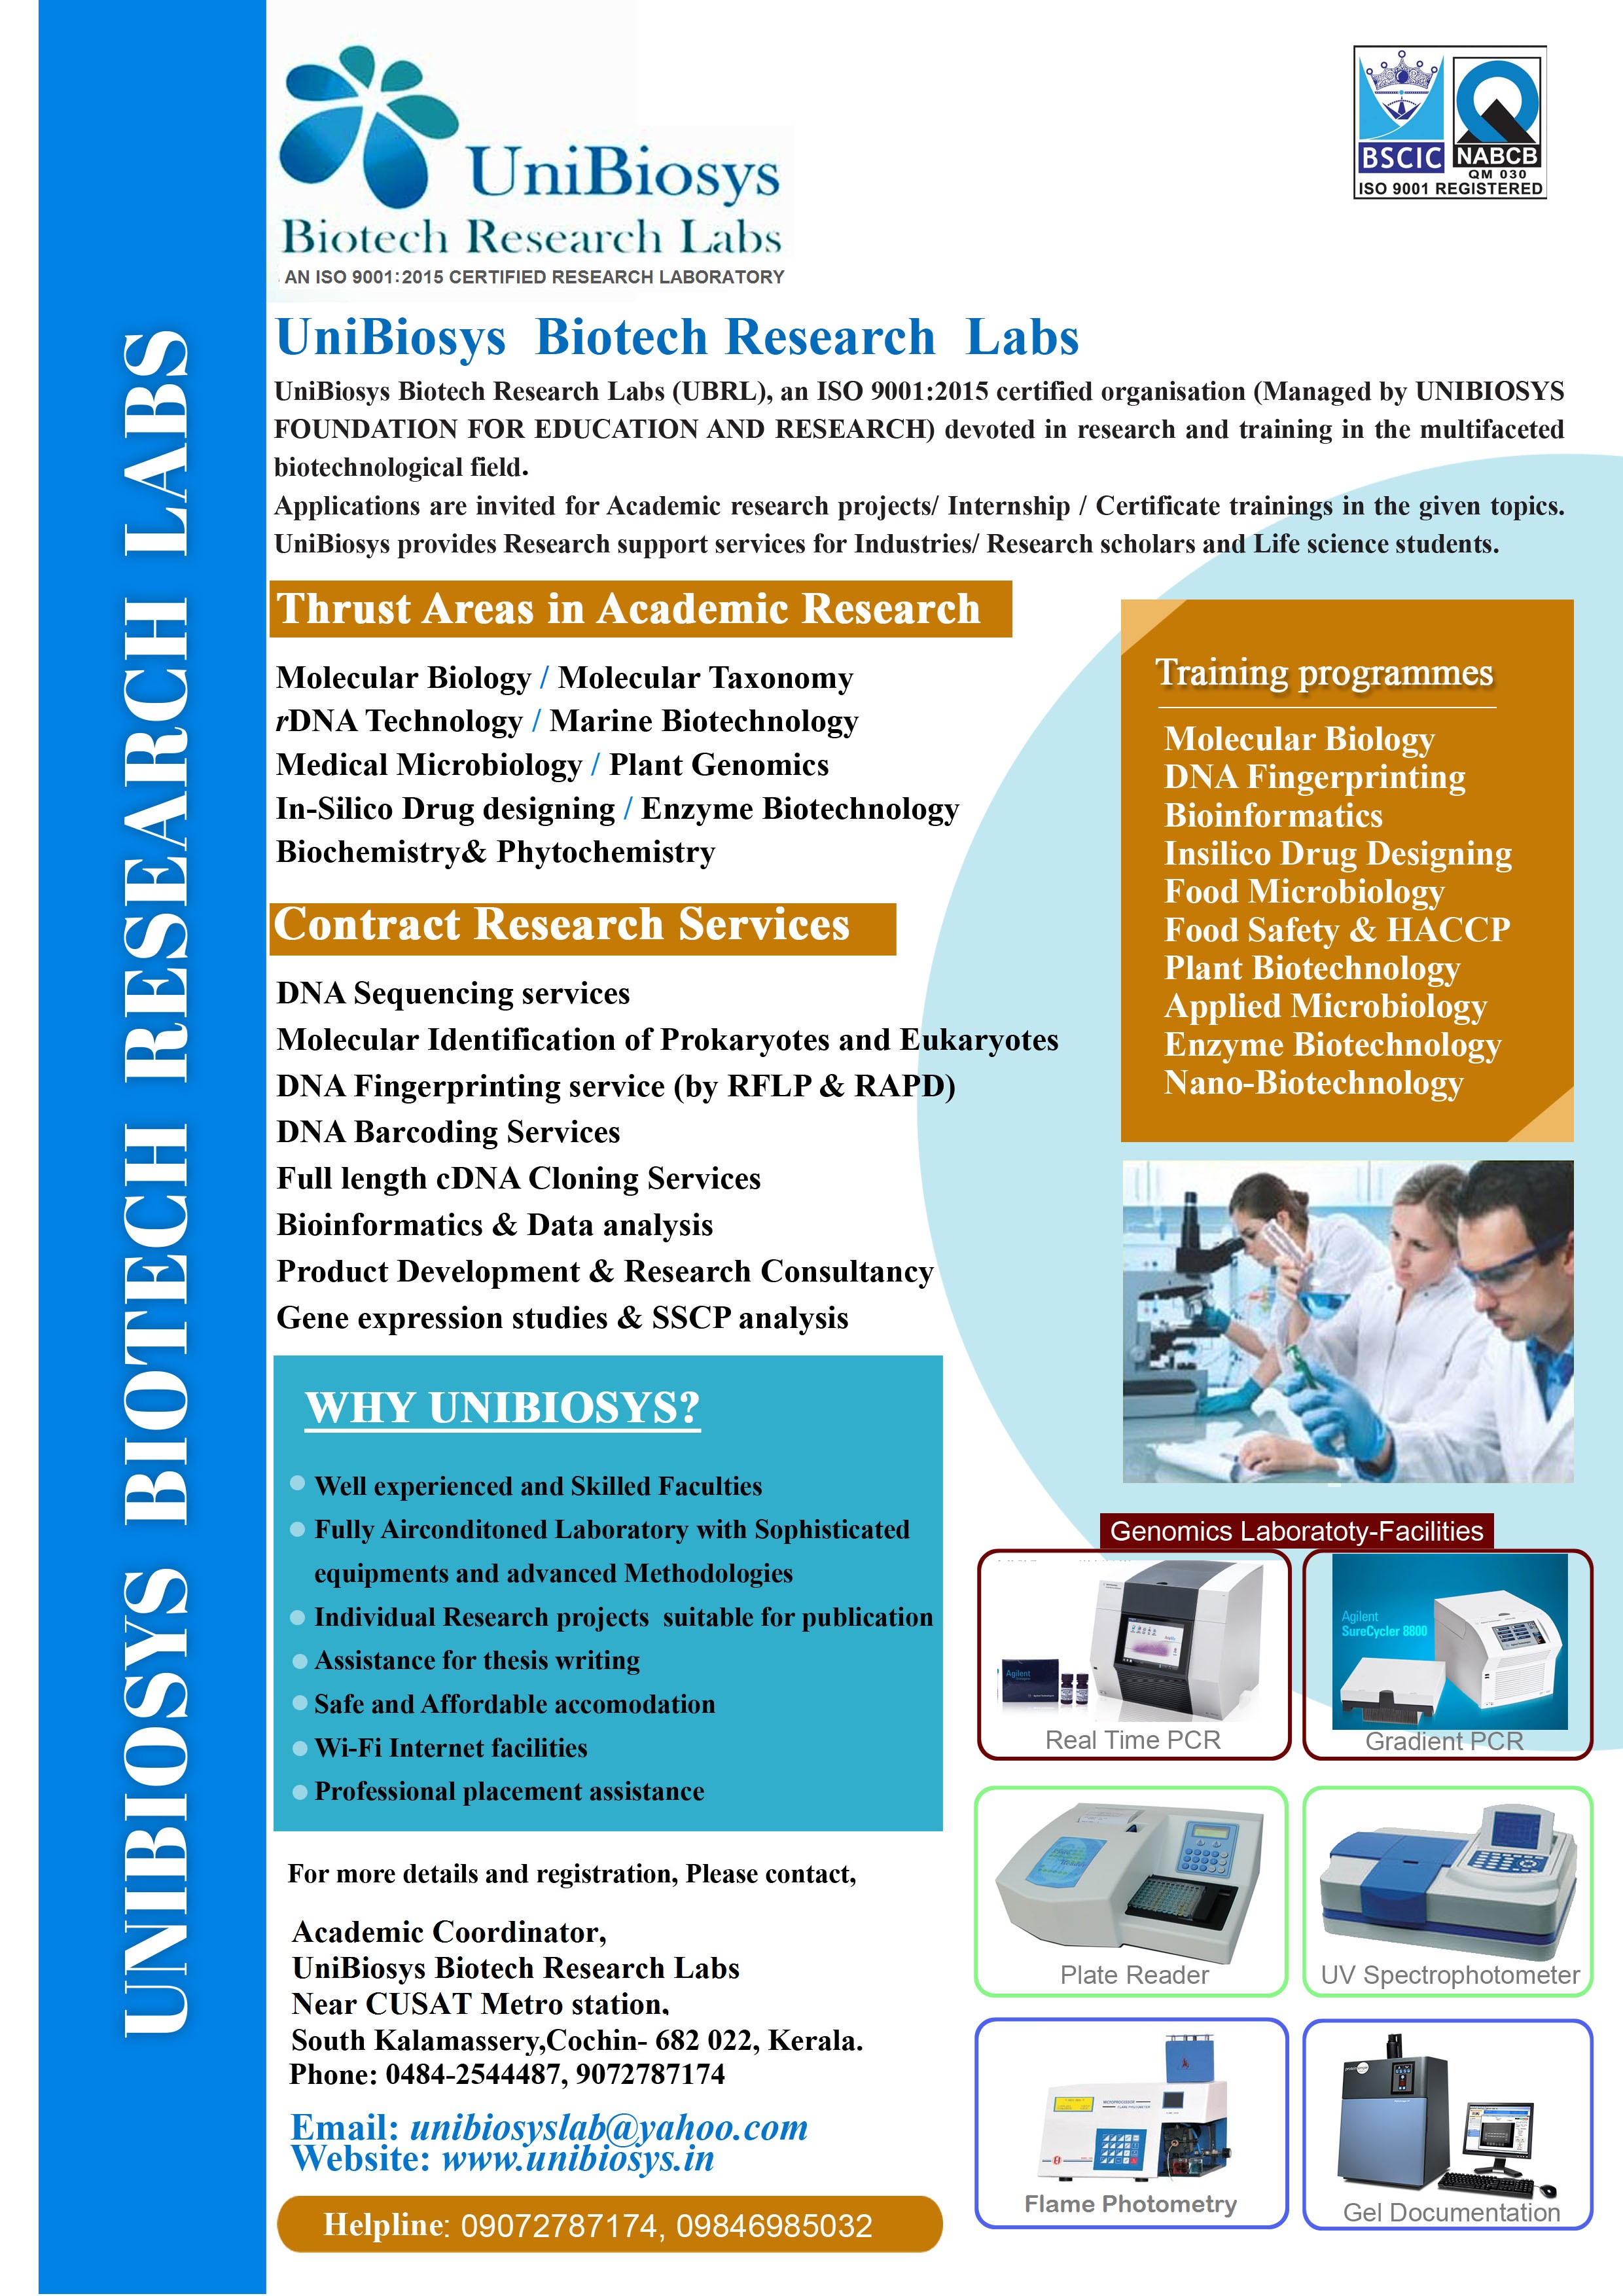 UNIBIOSYS BIOTECH RESEARCH LABS
UniBiosys
Biotech Research Labs
AN ISO 9001:2015 CERTIFIED RESEARCH LABORATORY
BSCIC
NABCB
QM 030
ISO 9001 REGISTERED
UniBiosys Biotech Research Labs
UniBiosys Biotech Research Labs (UBRL), an ISO 9001:2015 certified organisation (Managed by UNIBIOSYS
FOUNDATION FOR EDUCATION AND RESEARCH) devoted in research and training in the multifaceted
biotechnological field.
Applications are invited for Academic research projects/ Internship / Certificate trainings in the given topics.
UniBiosys provides Research support services for Industries/ Research scholars and Life science students.
Thrust Areas in Academic Research
Molecular Biology / Molecular Taxonomy
rDNA Technology / Marine Biotechnology
Medical Microbiology / Plant Genomics
In-Silico Drug designing / Enzyme Biotechnology
Biochemistry& Phytochemistry
Contract Research Services
DNA Sequencing services
Molecular Identification of Prokaryotes and Eukaryotes
DNA Fingerprinting service (by RFLP & RAPD)
DNA Barcoding Services
Full length cDNA Cloning Services
Bioinformatics & Data analysis
Product Development & Research Consultancy
Gene expression studies & SSCP analysis
Training programmes
Molecular Biology
DNA Fingerprinting
Bioinformatics
Insilico Drug Designing
Food Microbiology
Food Safety & HACCP
Plant Biotechnology
Applied Microbiology
Enzyme Biotechnology
Nano-Biotechnology
WHY UNIBIOSYS?
Well experienced and Skilled Faculties
Fully Airconditoned Laboratory with Sophisticated
equipments and advanced Methodologies
Individual Research projects suitable for publication
Assistance for thesis writing
Safe and Affordable accomodation
Wi-Fi Internet facilities
Professional placement assistance
For more details and registration, Please contact,
Academic Coordinator,
UniBiosys Biotech Research Labs
Near CUSAT Metro station,
South Kalamassery,Cochin- 682 022, Kerala.
Phone: 0484-2544487, 9072787174
Email: unibiosyslab@yahoo.com
Website: www.unibiosys.in
Helpline: 09072787174, 09846985032
Genomics Laboratoty-Facilities
Agilent
Real Time PCR
Agilent
SureCycler 8800
Gradient PCR
Plate Reader
UV Spectrophotometer
Flame Photometry
Gel Documentation